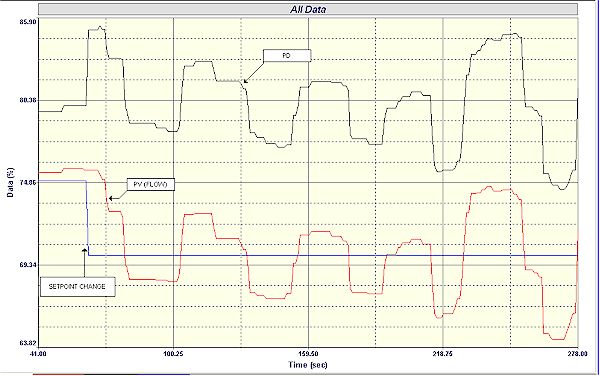 All Data
85.90
PD
80.38
74.86
PV (FLOW)
Data (%)
69.34
SETPOINT CHANGE
63.82
41.00 100.25 159.50 218.75 278.00
Time (sec)